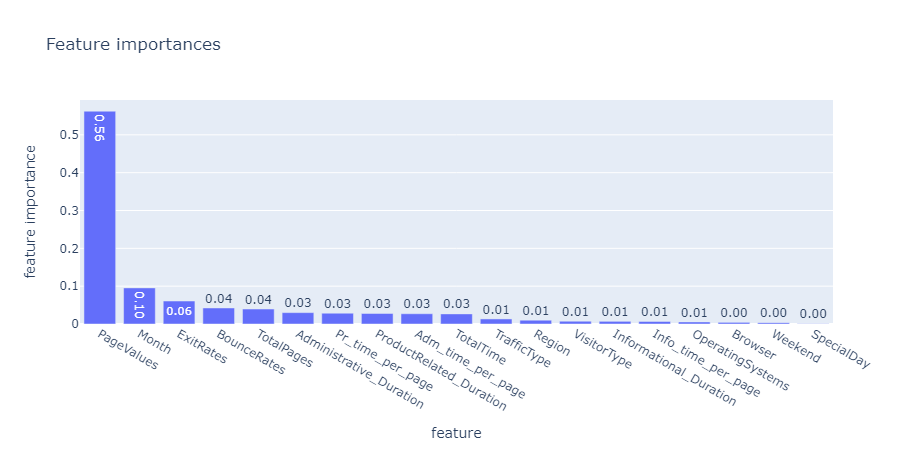 Feature importances
feature importance
0.5
0.4
0.3
0.2
0.1
0
0.56
0.10
0.06
0.04
0.04
0.03
0.03
0.03
0.03
0.03
0.01
0.01
0.01
0.01
0.01
0.01
0.00
0.00
0.00
PageValues
Month
ExitRates
BounceRates
TotalPages
Administrative_Duration
Pr_time_per_page
ProductRelated_Duration
Adm_time_per_page
TotalTime
TrafficType
Region
VisitorType
Informational_Duration
Info_time_per_page
OperatingSystems
Browser
Weekend
SpecialDay
feature